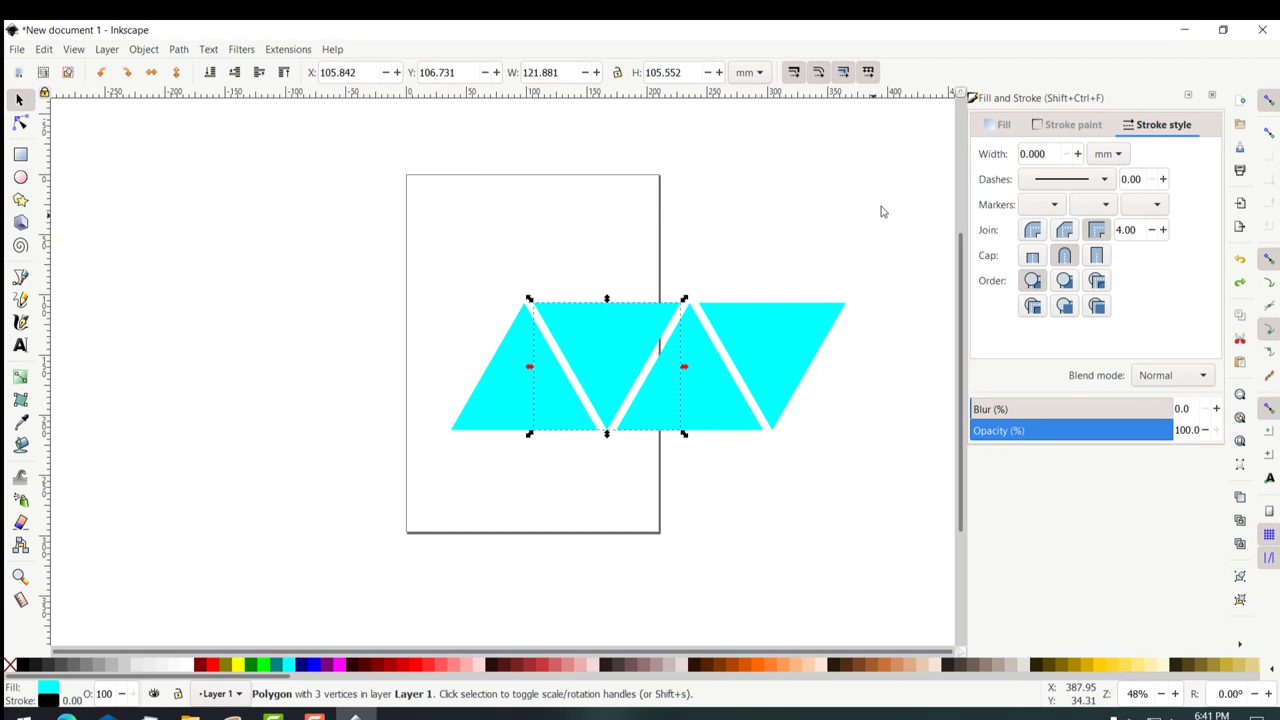 *New document 1 - Inkscape
File Edit View Layer Object Path Text Filters Extensions Help
X: 105.842 Y: 106.731 W: 121.881 H: 105.552 mm
Fill and Stroke (Shift+Ctrl+F)
Fill Stroke paint Stroke style
Width: 0.000 mm
Dashes: 0.00
Markers:
Join: 4.00
Cap:
Order:
Blend mode: Normal
Blur (%) 0.0
Opacity (%) 100.0
Fill: O: 100 Layer 1 Polygon with 3 vertices in layer Layer 1. Click selection to toggle scale/rotation handles (or Shift+s). X: 387.95 Z: 48% R: 0.00°
Stroke: 0.00 Y: 34.31
6:41 PM